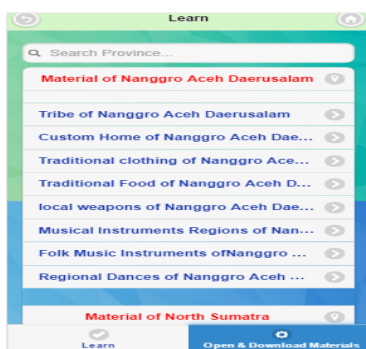 Learn
Search Province...
Material of Nanggro Aceh Daerusalam
Tribe of Nanggro Aceh Daerusalam
Custom Home of Nanggro Aceh Dae...
Traditional clothing of Nanggro Ace...
Traditional Food of Nanggro Aceh D...
local weapons of Nanggro Aceh Dae...
Musical Instruments Regions of Nan...
Folk Music Instruments ofNanggro ...
Regional Dances of Nanggro Aceh ...
Material of North Sumatra
Learn
Open & Download Materials